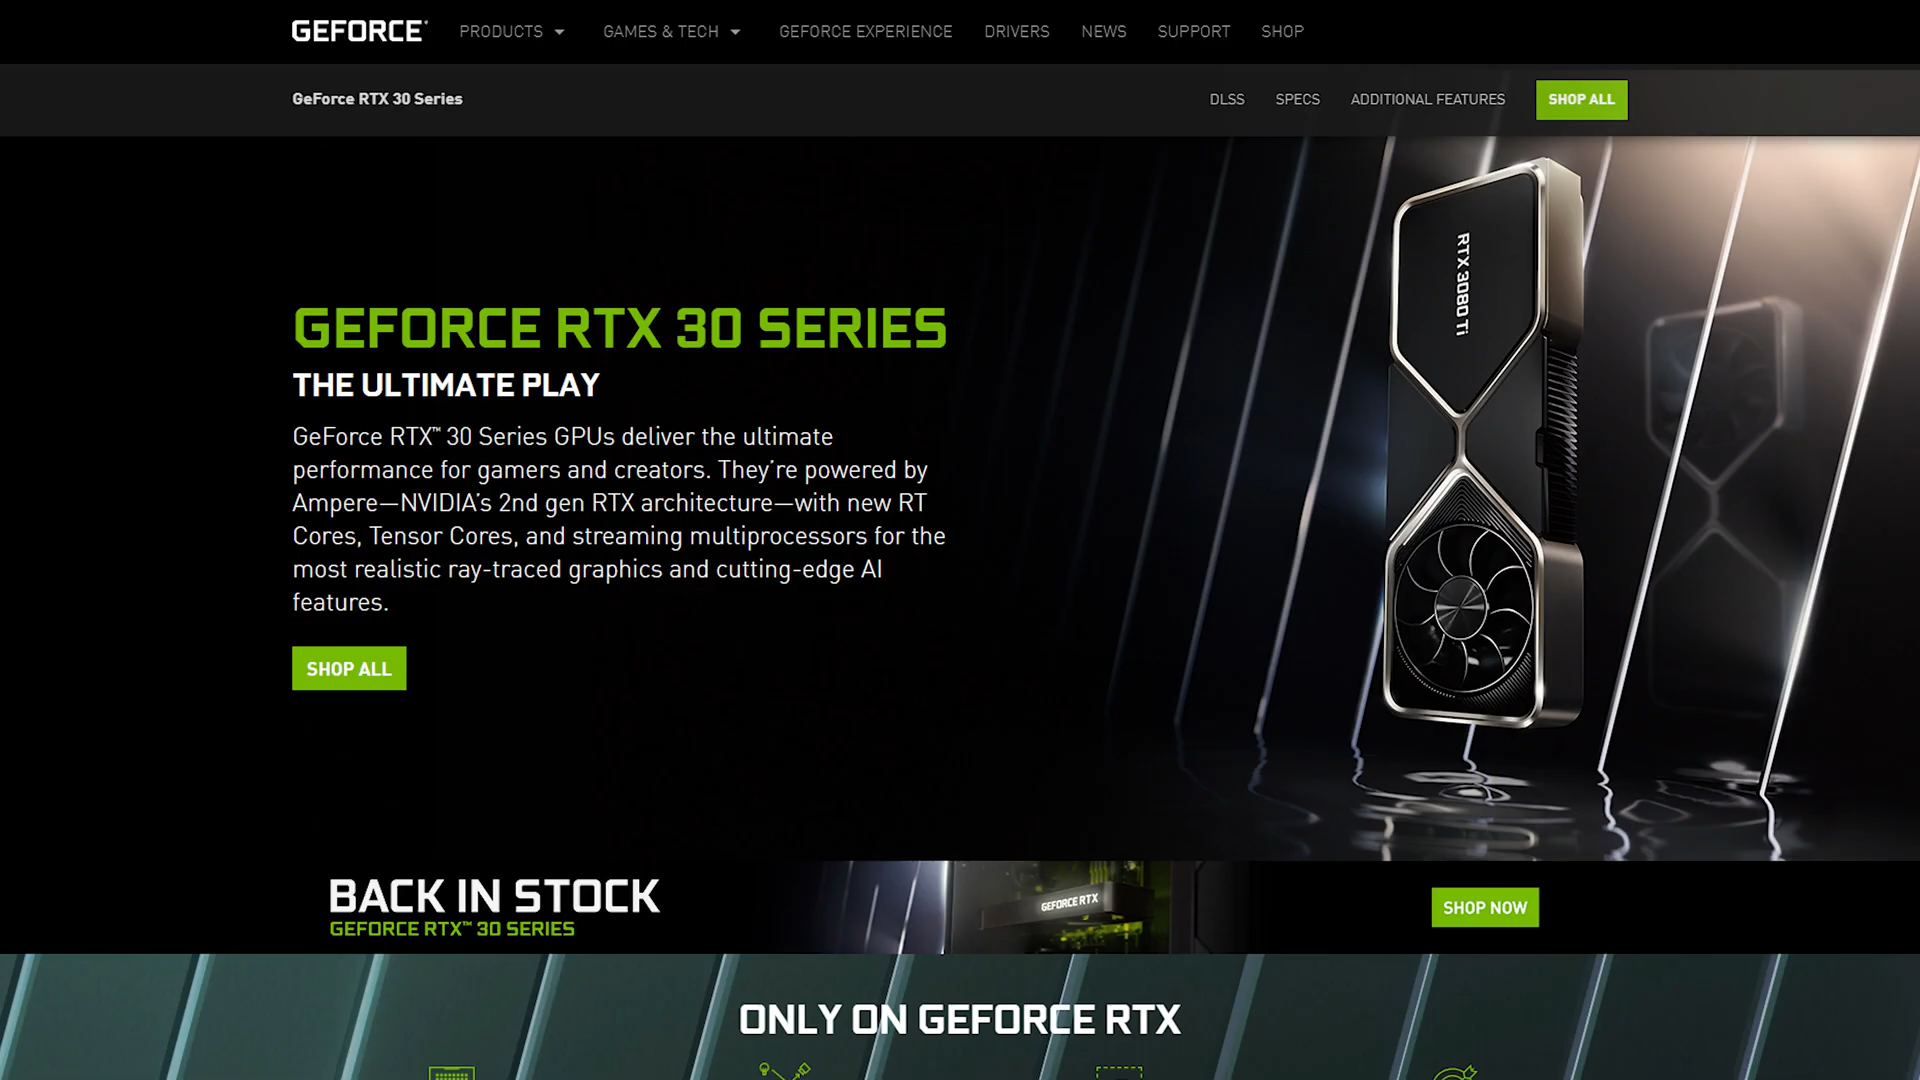 GEFORCE
PRODUCTS
GAMES & TECH
GEFORCE EXPERIENCE
DRIVERS
NEWS
SUPPORT
SHOP
GeForce RTX 30 Series
DLSS
SPECS
ADDITIONAL FEATURES
SHOP ALL
RTX 3080 Ti
GEFORCE RTX 30 SERIES
THE ULTIMATE PLAY
GeForce RTX™ 30 Series GPUs deliver the ultimate
performance for gamers and creators. They're powered by
Ampere—NVIDIA's 2nd gen RTX architecture—with new RT
Cores, Tensor Cores, and streaming multiprocessors for the
most realistic ray-traced graphics and cutting-edge AI
features.
SHOP ALL
BACK IN STOCK
GEFORCE RTX™ 30 SERIES
GEFORCE RTX
SHOP NOW
ONLY ON GEFORCE RTX